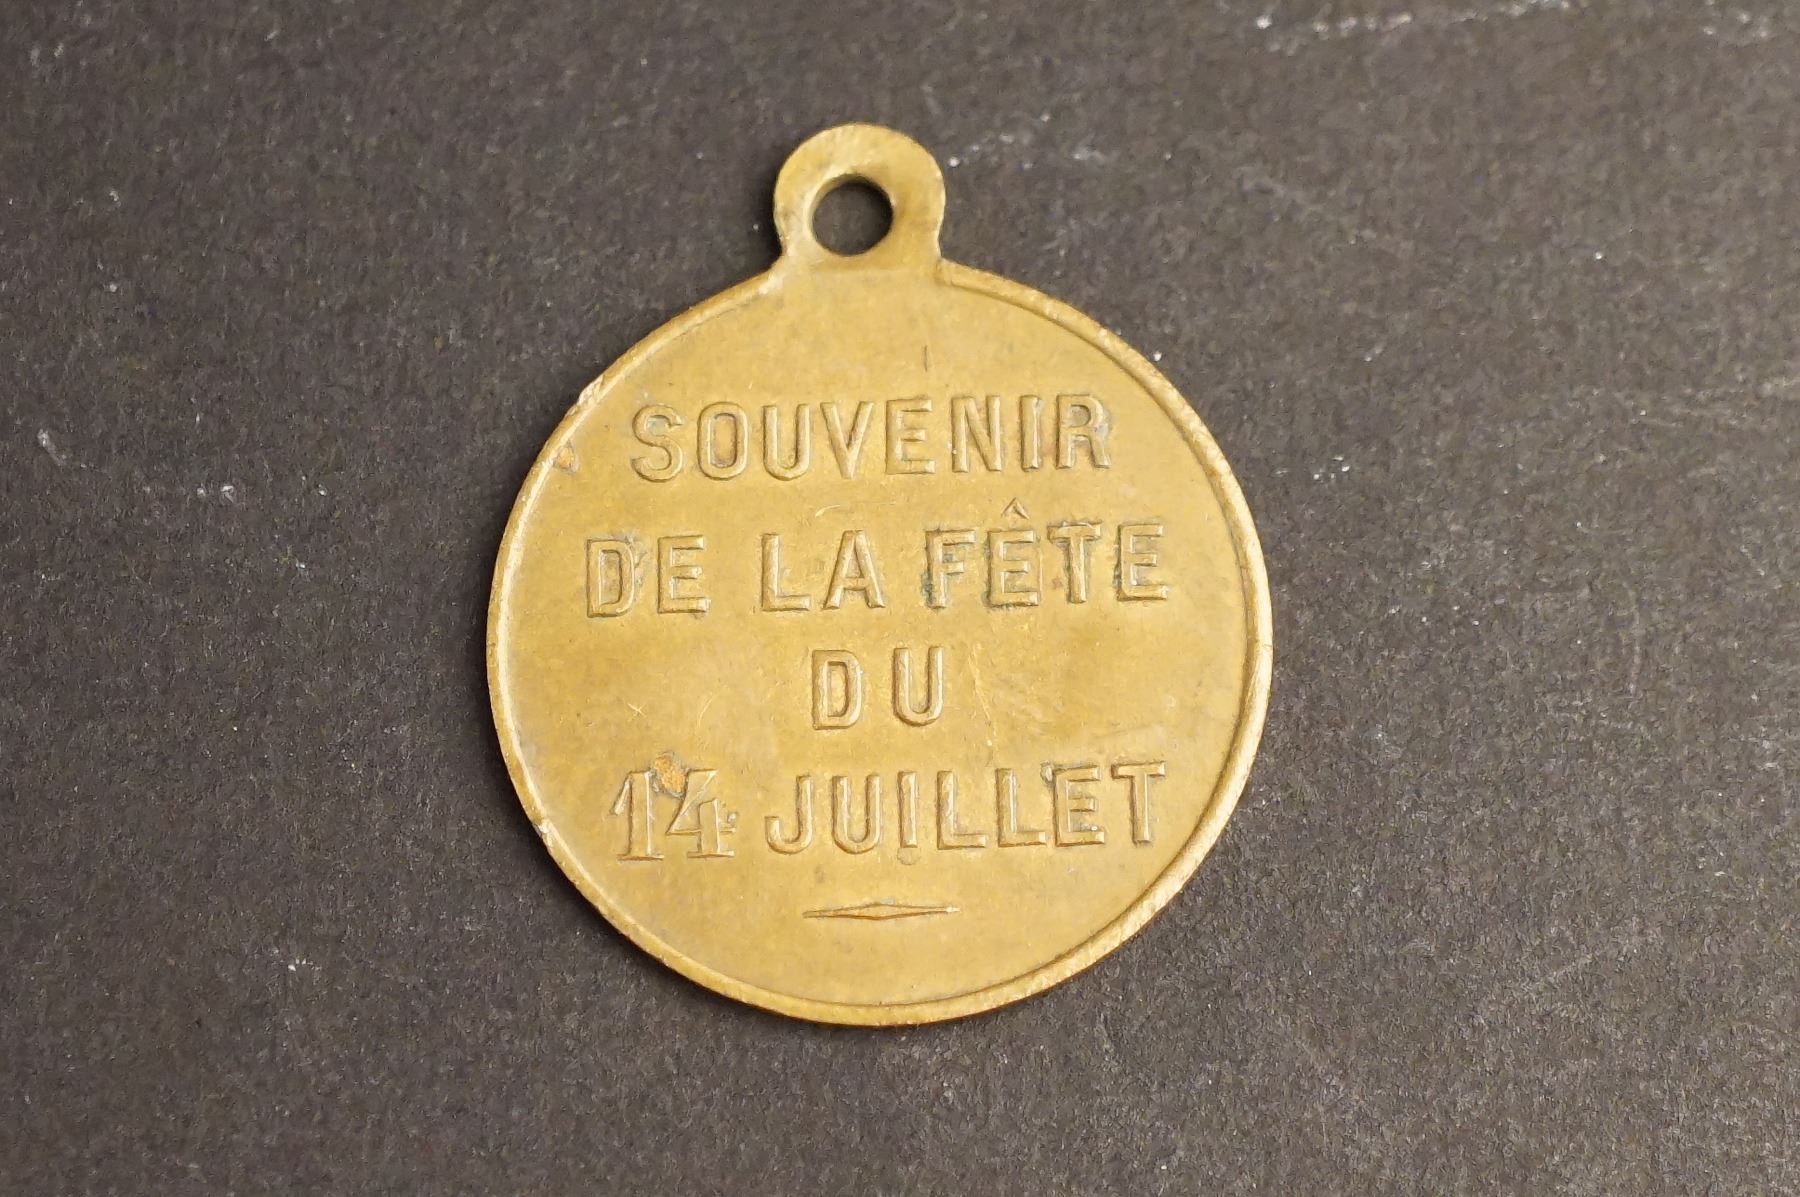 SOUVENIR
DE LA FÊTE
DU
14 JUILLET